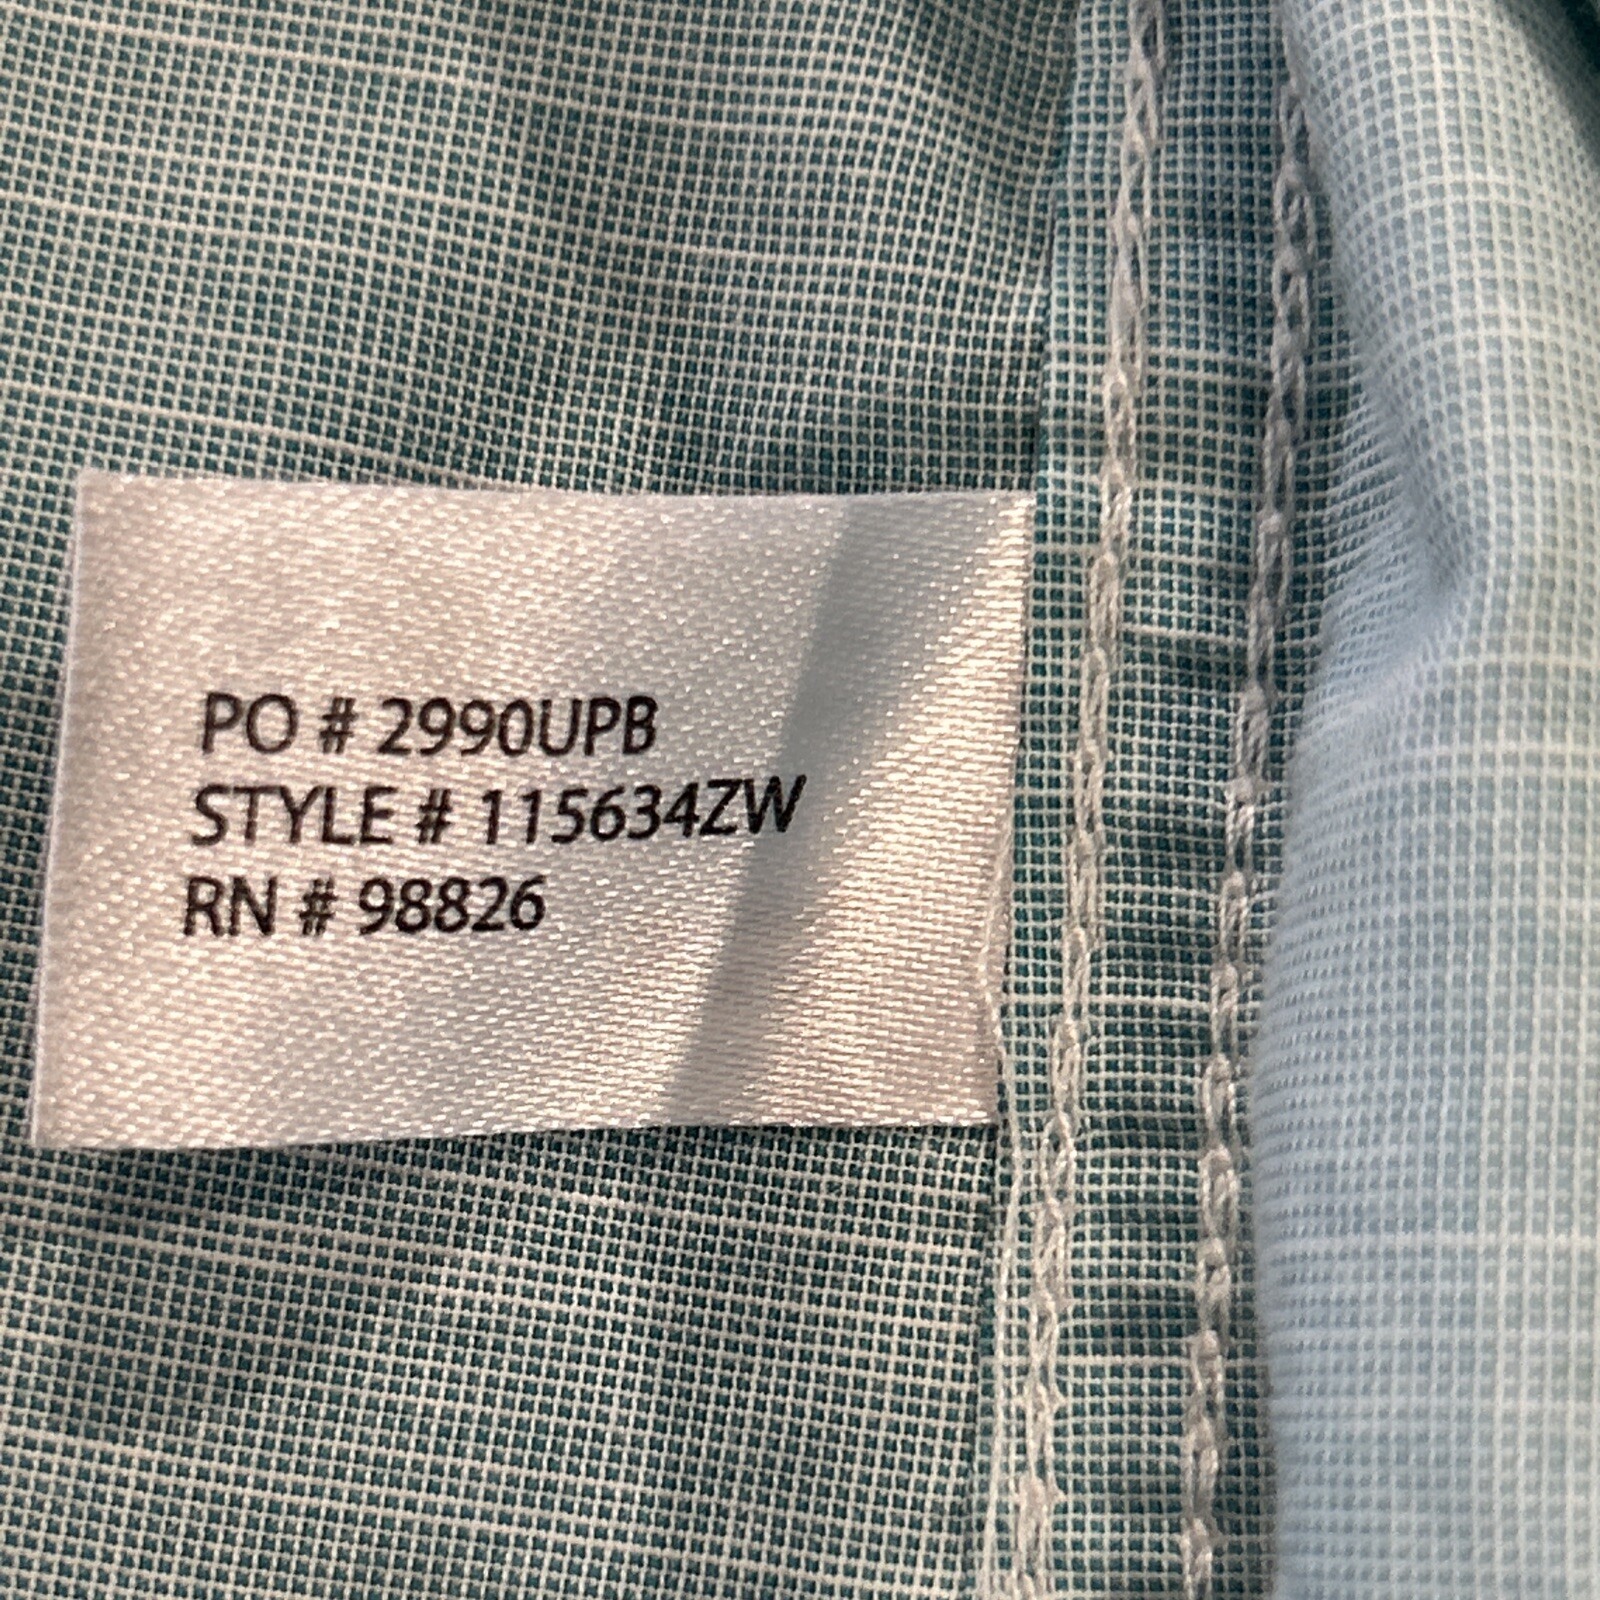 PO # 2990UPB
STYLE # 115634ZW
RN # 98826